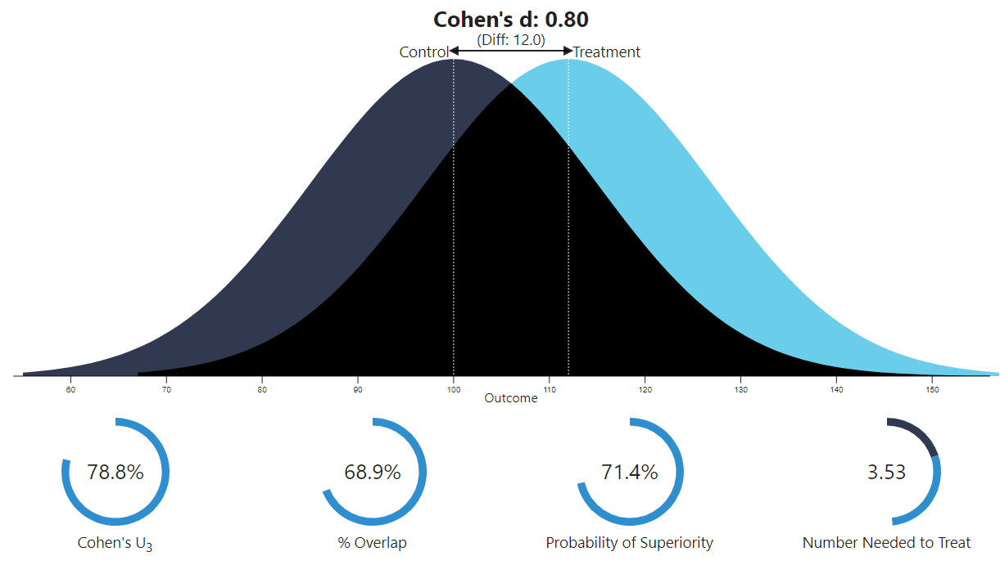 Cohen's d: 0.80
(Diff: 12.0)
Control Treatment
60 70 80 90 100 110 120 130 140 150
Outcome
78.8% 68.9% 71.4% 3.53
Cohen's U3 % Overlap Probability of Superiority Number Needed to Treat